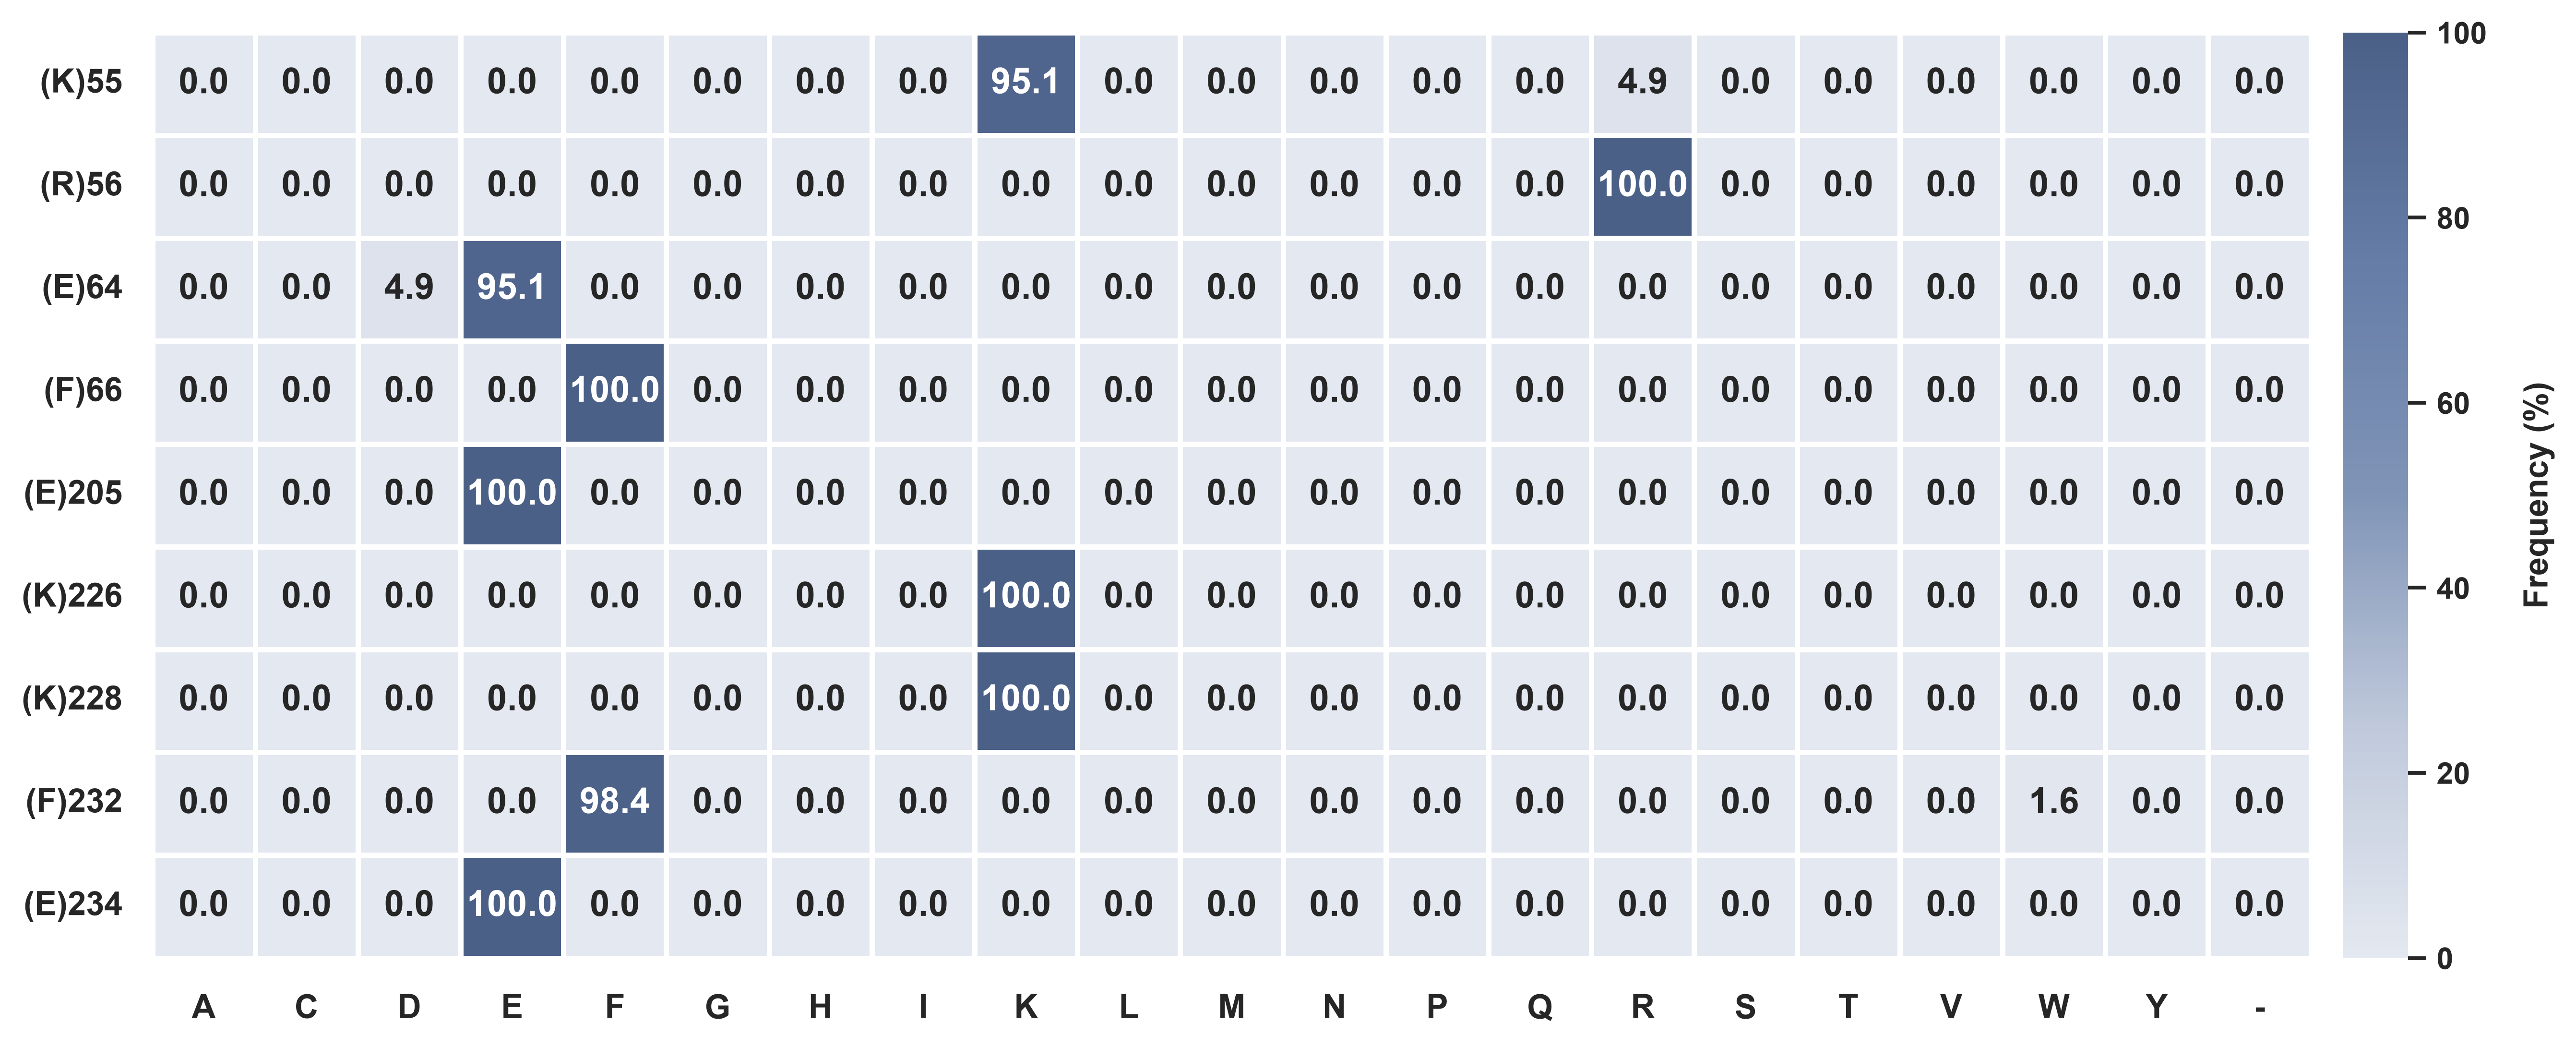 (K)55 0.0 0.0 0.0 0.0 0.0 0.0 0.0 0.0 95.1 0.0 0.0 0.0 0.0 0.0 4.9 0.0 0.0 0.0 0.0 0.0 0.0
(R)56 0.0 0.0 0.0 0.0 0.0 0.0 0.0 0.0 0.0 0.0 0.0 0.0 0.0 0.0 100.0 0.0 0.0 0.0 0.0 0.0 0.0
(E)64 0.0 0.0 4.9 95.1 0.0 0.0 0.0 0.0 0.0 0.0 0.0 0.0 0.0 0.0 0.0 0.0 0.0 0.0 0.0 0.0 0.0
(F)66 0.0 0.0 0.0 0.0 100.0 0.0 0.0 0.0 0.0 0.0 0.0 0.0 0.0 0.0 0.0 0.0 0.0 0.0 0.0 0.0 0.0
(E)205 0.0 0.0 0.0 100.0 0.0 0.0 0.0 0.0 0.0 0.0 0.0 0.0 0.0 0.0 0.0 0.0 0.0 0.0 0.0 0.0 0.0
(K)226 0.0 0.0 0.0 0.0 0.0 0.0 0.0 0.0 100.0 0.0 0.0 0.0 0.0 0.0 0.0 0.0 0.0 0.0 0.0 0.0 0.0
(K)228 0.0 0.0 0.0 0.0 0.0 0.0 0.0 0.0 100.0 0.0 0.0 0.0 0.0 0.0 0.0 0.0 0.0 0.0 0.0 0.0 0.0
(F)232 0.0 0.0 0.0 0.0 98.4 0.0 0.0 0.0 0.0 0.0 0.0 0.0 0.0 0.0 0.0 0.0 0.0 0.0 1.6 0.0 0.0
(E)234 0.0 0.0 0.0 100.0 0.0 0.0 0.0 0.0 0.0 0.0 0.0 0.0 0.0 0.0 0.0 0.0 0.0 0.0 0.0 0.0 0.0
A C D E F G H I K L M N P Q R S T V W Y -
100
80
60
40
20
0
Frequency (%)